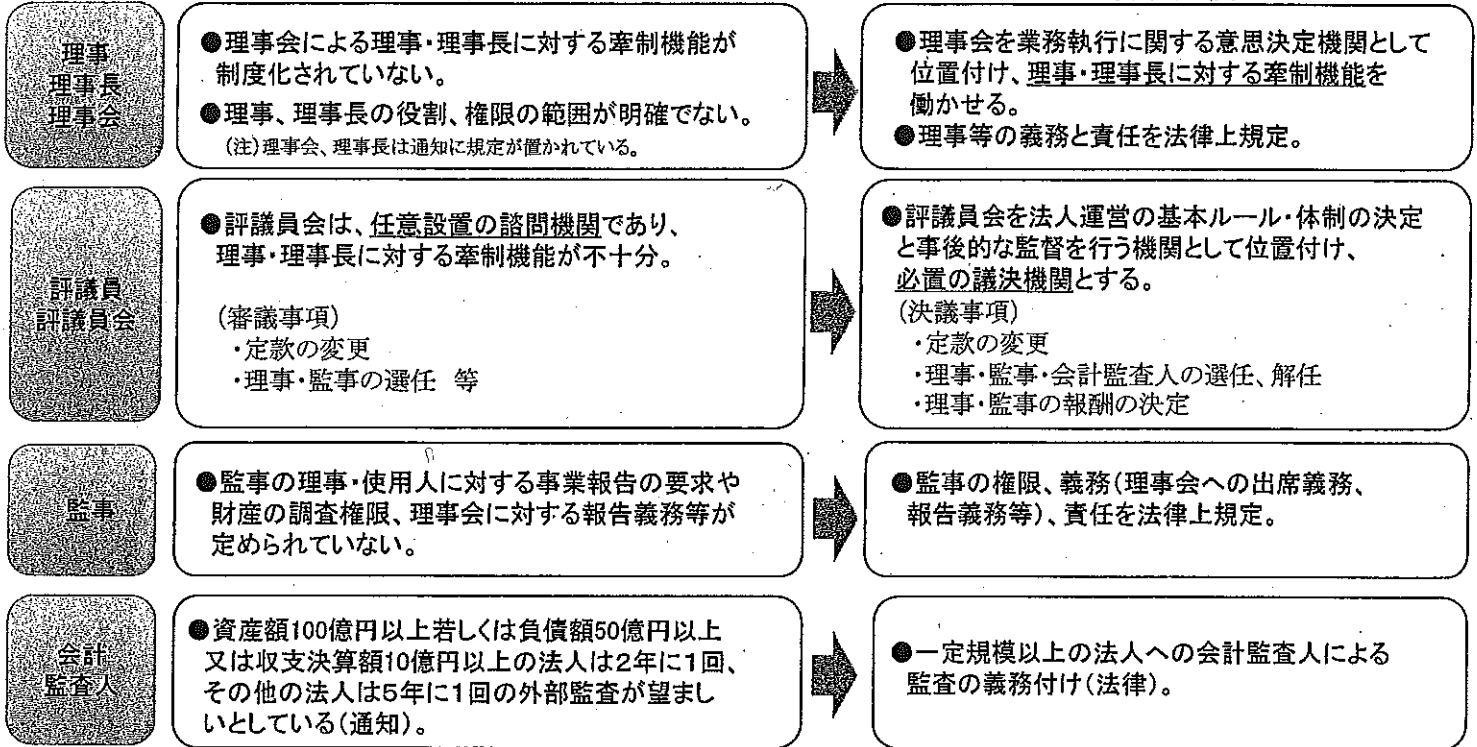 理事
理事長
理事会
●理事会による理事・理事長に対する牽制機能が
制度化されていない。
●理事、理事長の役割、権限の範囲が明確でない。
(注)理事会、理事長は通知に規定が置かれている。
●理事会を業務執行に関する意思決定機関として
位置付け、理事・理事長に対する牽制機能を
働かせる。
●理事等の義務と責任を法律上規定。
評議員
評議員会
●評議員会は、任意設置の諮問機関であり、
理事・理事長に対する牽制機能が不十分。
(審議事項)
・定款の変更
・理事・監事の選任 等
●評議員会を法人運営の基本ルール・体制の決定
と事後的な監督を行う機関として位置付け、
必置の議決機関とする。
(決議事項)
・定款の変更
・理事・監事・会計監査人の選任、解任
・理事・監事の報酬の決定
監事
●監事の理事・使用人に対する事業報告の要求や
財産の調査権限、理事会に対する報告義務等が
定められていない。
●監事の権限、義務(理事会への出席義務、
報告義務等)、責任を法律上規定。
会計
監査人
●資産額100億円以上若しくは負債額50億円以上
又は収支決算額10億円以上の法人は2年に1回、
その他の法人は5年に1回の外部監査が望まし
いとしている(通知)。
●一定規模以上の法人への会計監査人による
監査の義務付け(法律)。